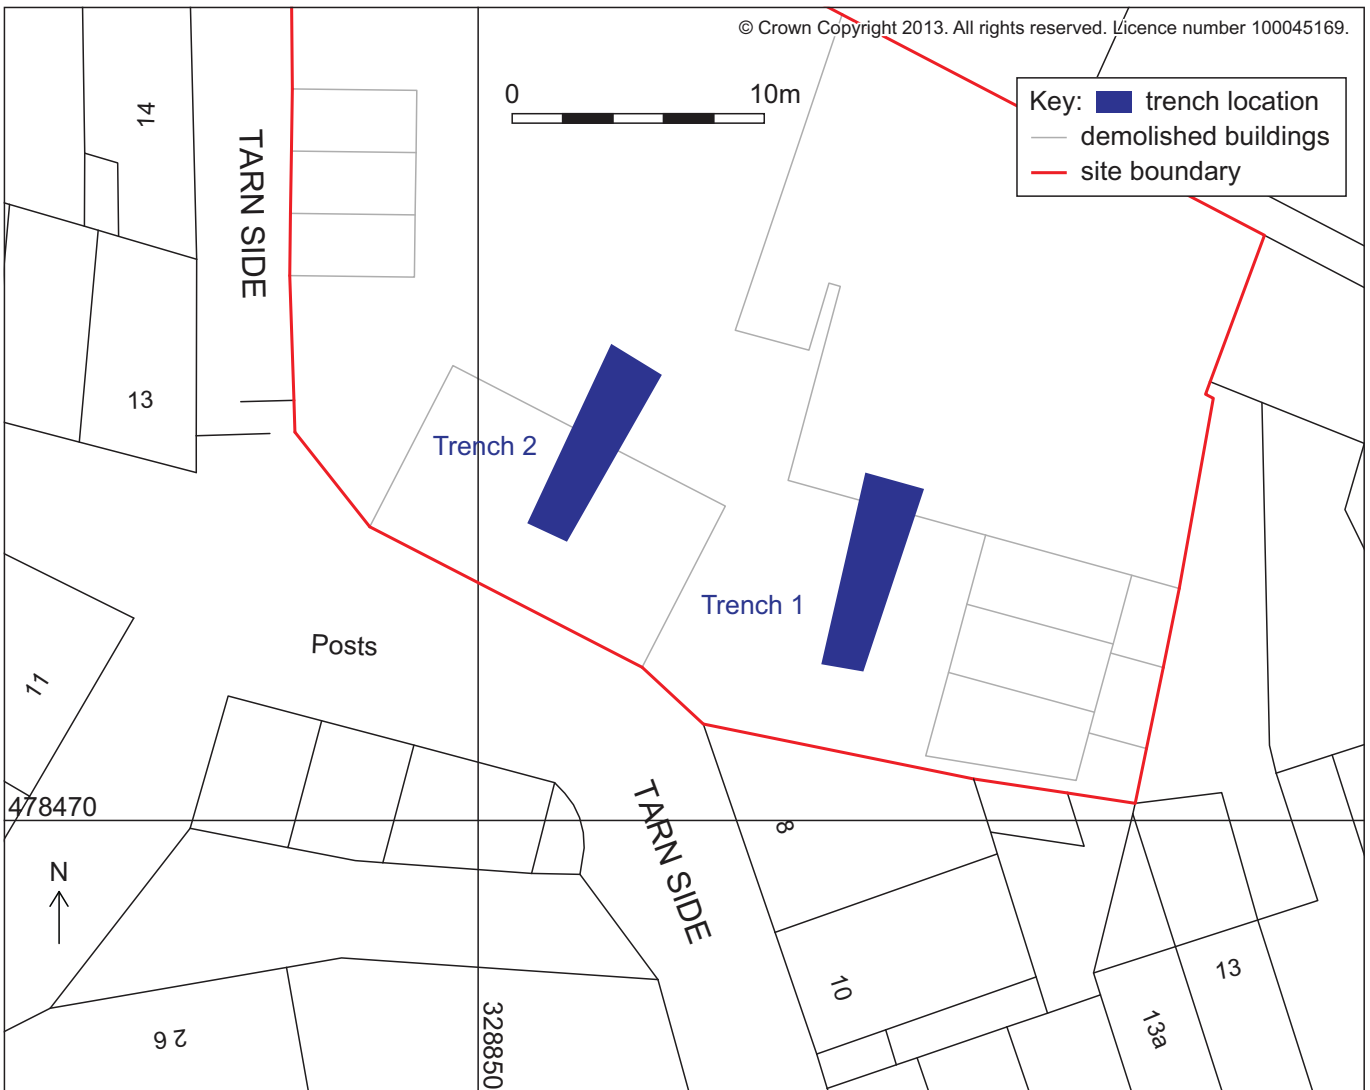 © Crown Copyright 2013. All rights reserved. Licence number 100045169.
0 10m
Key: trench location
demolished buildings
site boundary
14
TARN SIDE
13
Trench 2
Trench 1
Posts
11
478470
TARN SIDE
8
N
10
13
13a
26
328850